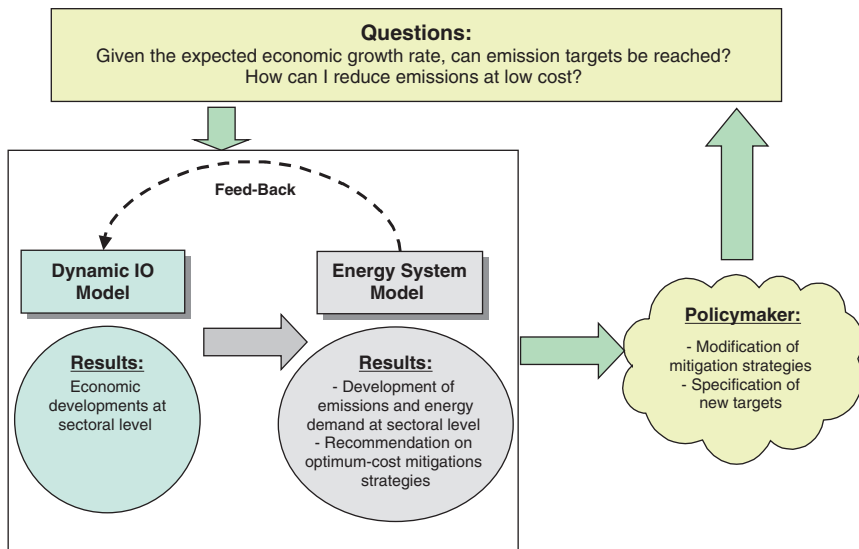 Questions:
Given the expected economic growth rate, can emission targets be reached?
How can I reduce emissions at low cost?
Feed-Back
Dynamic IO
Model
Energy System
Model
Results:
Economic
developments at
sectoral level
Results:
- Development of
emissions and energy
demand at sectoral level
- Recommendation on
optimum-cost mitigations
strategies
Policymaker:
- Modification of
mitigation strategies
- Specification of
new targets